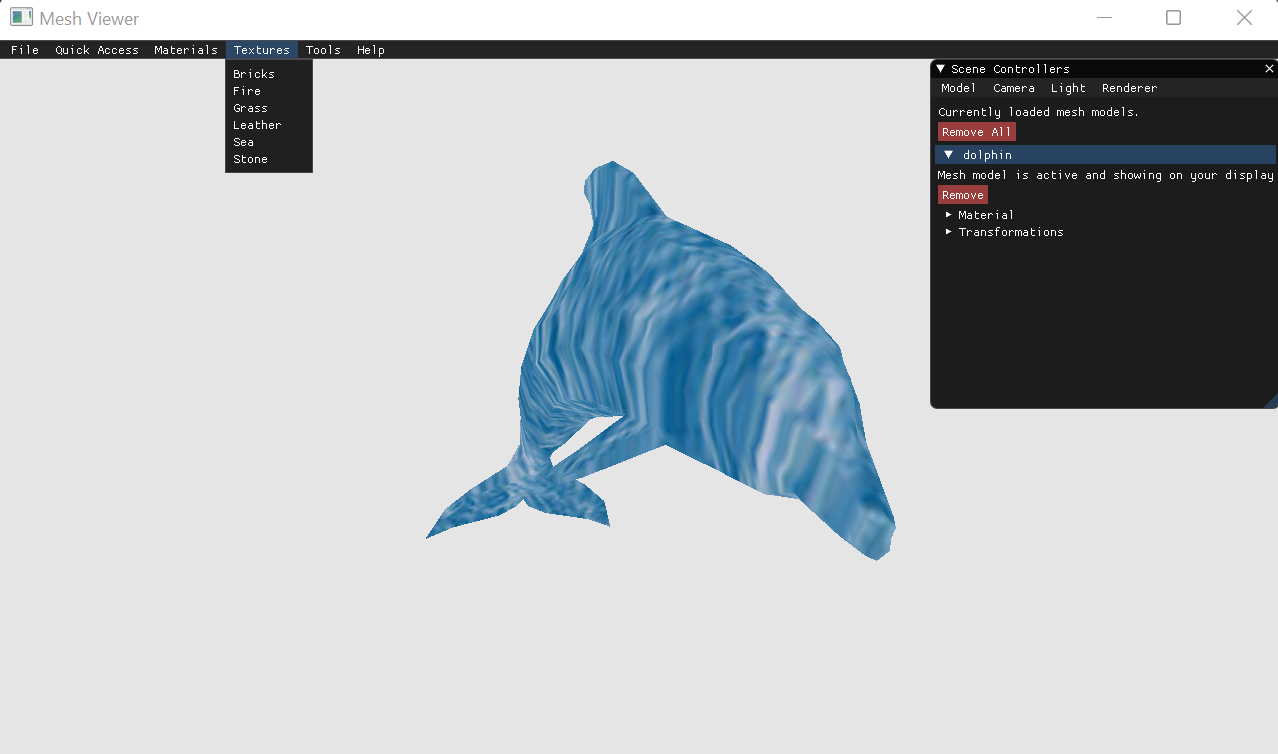 Mesh Viewer
File Quick Access Materials Textures Tools Help
Bricks
Fire
Grass
Leather
Sea
Stone
Scene Controllers
Model Camera Light Renderer
Currently loaded mesh models.
Remove All
dolphin
Mesh model is active and showing on your display
Remove
Material
Transformations